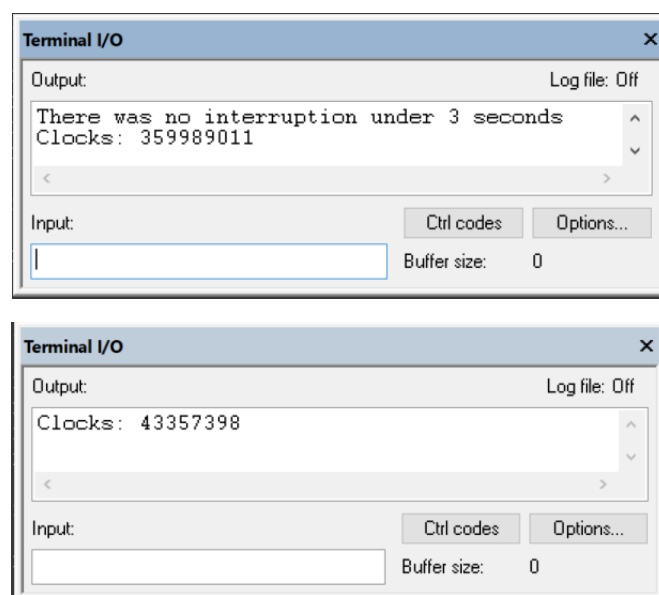 Terminal I/O
Output: Log file: Off
There was no interruption under 3 seconds
Clocks: 359989011
Input: Ctrl codes Options...
Buffer size: 0
Terminal I/O
Output: Log file: Off
Clocks: 43357398
Input: Ctrl codes Options...
Buffer size: 0